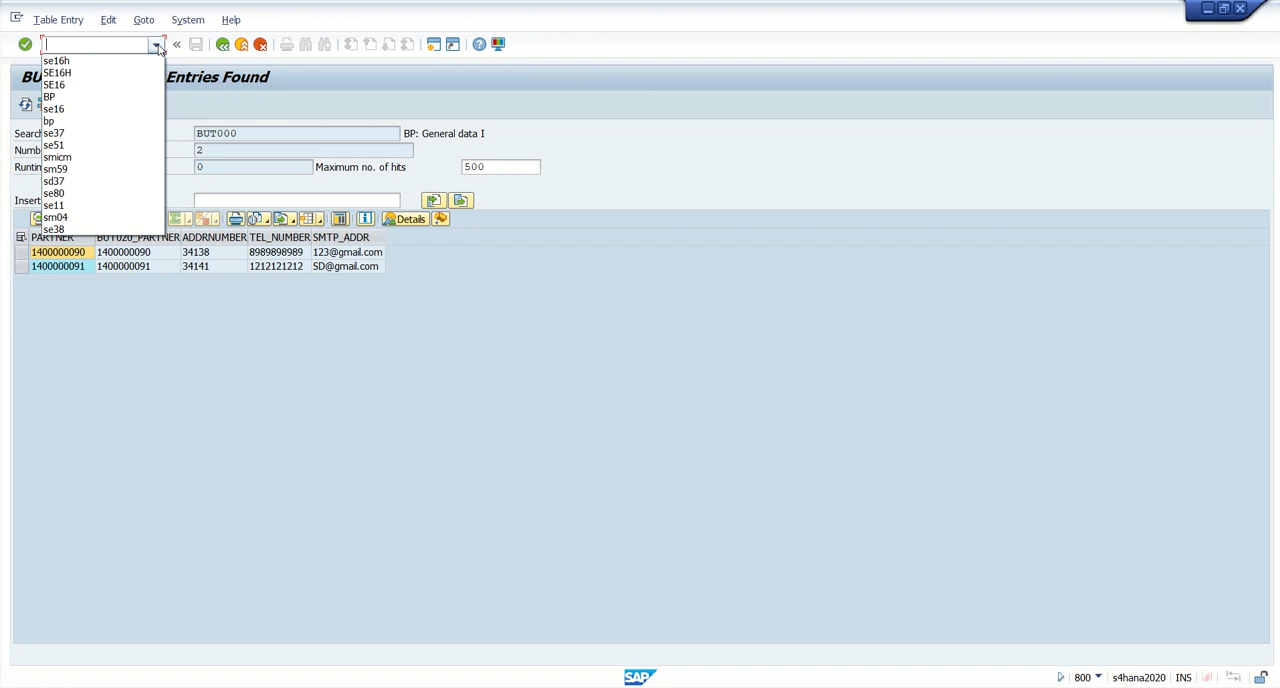 Table Entry Edit Goto System Help
se16h
SE16H
SE16
BP
se16
bp
se37
se51
smicm
sm59
sd37
se80
se11
sm04
se38
BU Entries Found
Search BUT000 BP: General data I
Numb 2
Runtim 0 Maximum no. of hits 500
Insert
Details
PARTNER BUT020_PARTNER ADDRNUMBER TEL_NUMBER SMTP_ADDR
1400000090 1400000090 34138 8989898989 123@gmail.com
1400000091 1400000091 34141 1212121212 SD@gmail.com
SAP 800 s4hana2020 INS